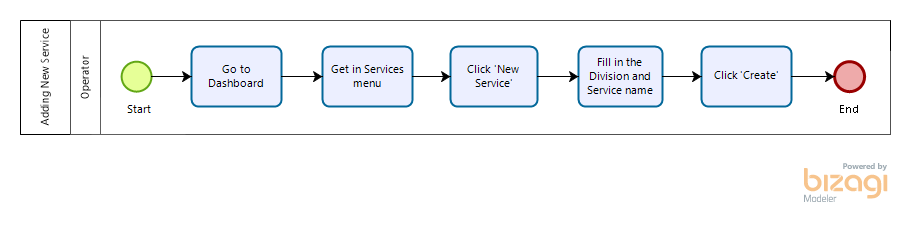 Adding New Service
Operator
Start
Go to
Dashboard
Get in Services
menu
Click 'New
Service'
Fill in the
Division and
Service name
Click 'Create'
End
Powered by
bizagi
Modeler